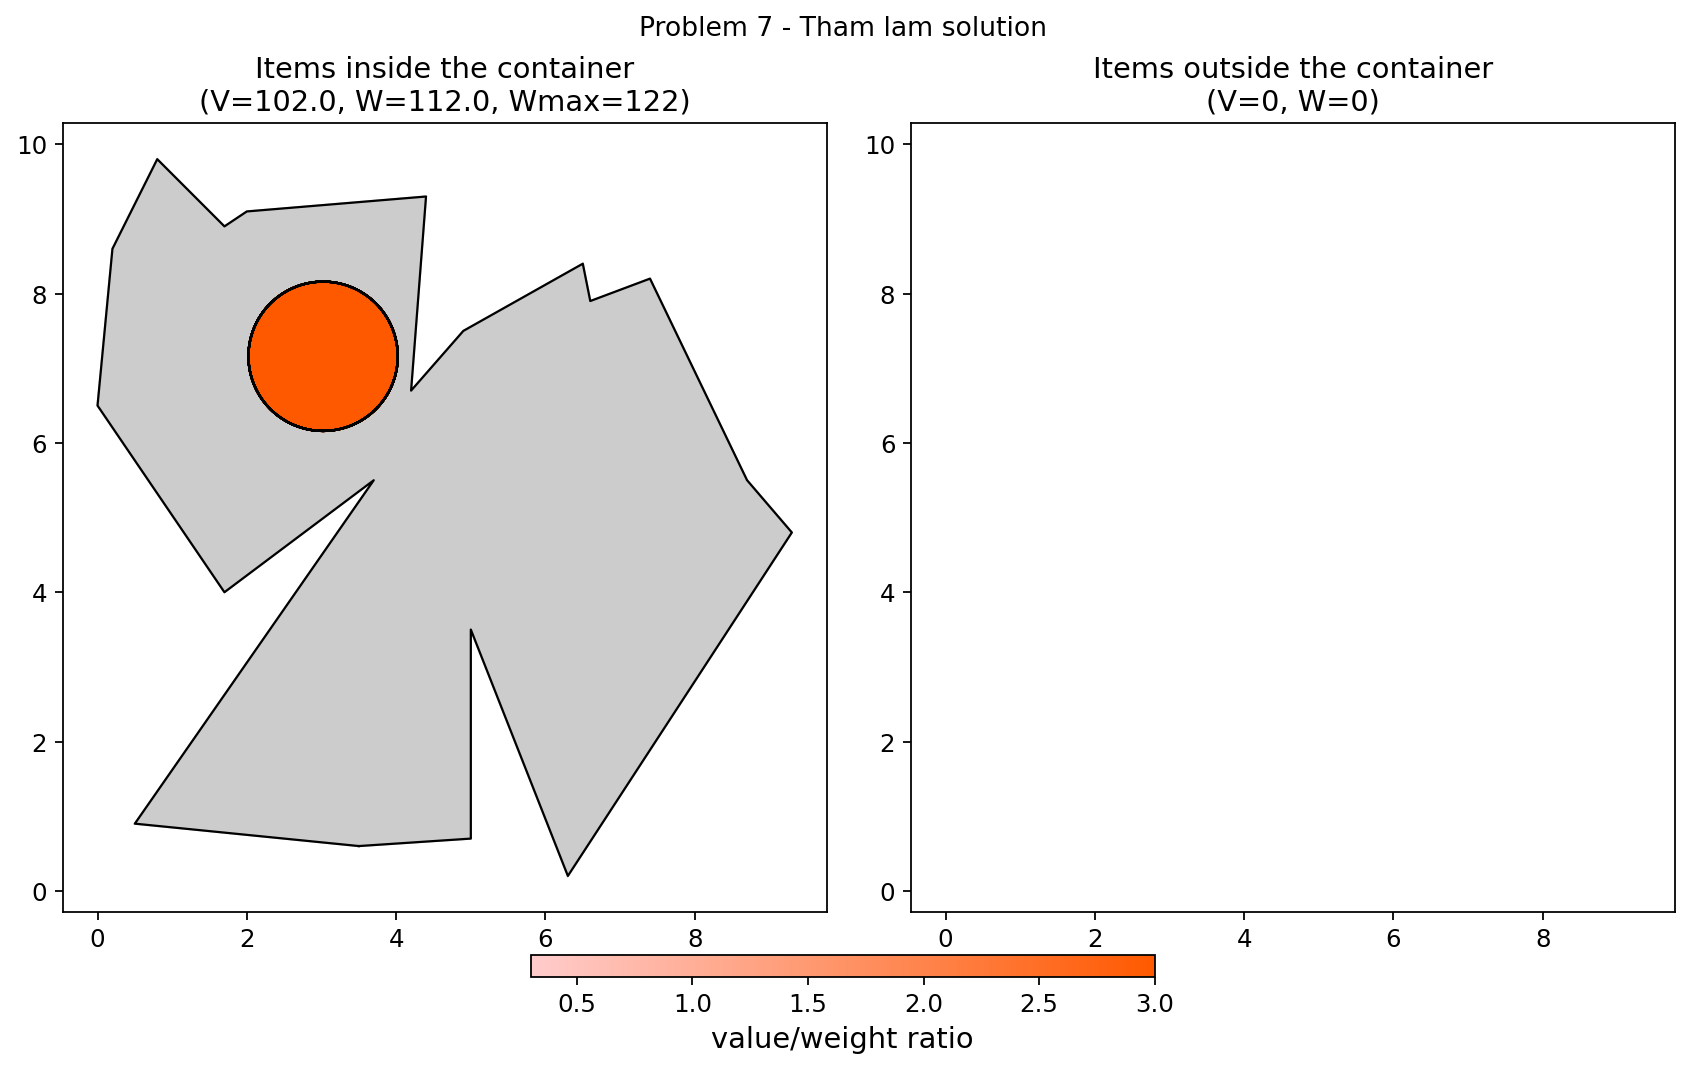 Problem 7 - Tham lam solution
Items inside the container
(V=102.0, W=112.0, Wmax=122)
10
8
6
4
2
0
0 2 4 6 8
Items outside the container
(V=0, W=0)
10
8
6
4
2
0
0 2 4 6 8
0.5 1.0 1.5 2.0 2.5 3.0
value/weight ratio